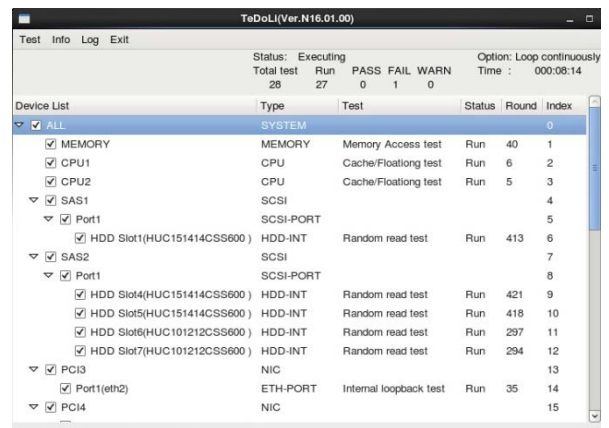 TeDoLi(Ver.N16.01.00)
Test Info Log Exit
Status: Executing Option: Loop continuously
Total test Run PASS FAIL WARN Time : 000:08:14
28 27 0 1 0
Device List Type Test Status Round Index
ALL SYSTEM 0
MEMORY MEMORY Memory Access test Run 40 1
CPU1 CPU Cache/Floationg test Run 6 2
CPU2 CPU Cache/Floationg test Run 5 3
SAS1 SCSI 4
Port1 SCSI-PORT 5
HDD Slot1(HUC151414CSS600 ) HDD-INT Random read test Run 413 6
SAS2 SCSI 7
Port1 SCSI-PORT 8
HDD Slot4(HUC151414CSS600 ) HDD-INT Random read test Run 421 9
HDD Slot5(HUC151414CSS600 ) HDD-INT Random read test Run 418 10
HDD Slot6(HUC101212CSS600 ) HDD-INT Random read test Run 297 11
HDD Slot7(HUC101212CSS600 ) HDD-INT Random read test Run 294 12
PCI3 NIC 13
Port1(eth2) ETH-PORT Internal loopback test Run 35 14
PCI4 NIC 15